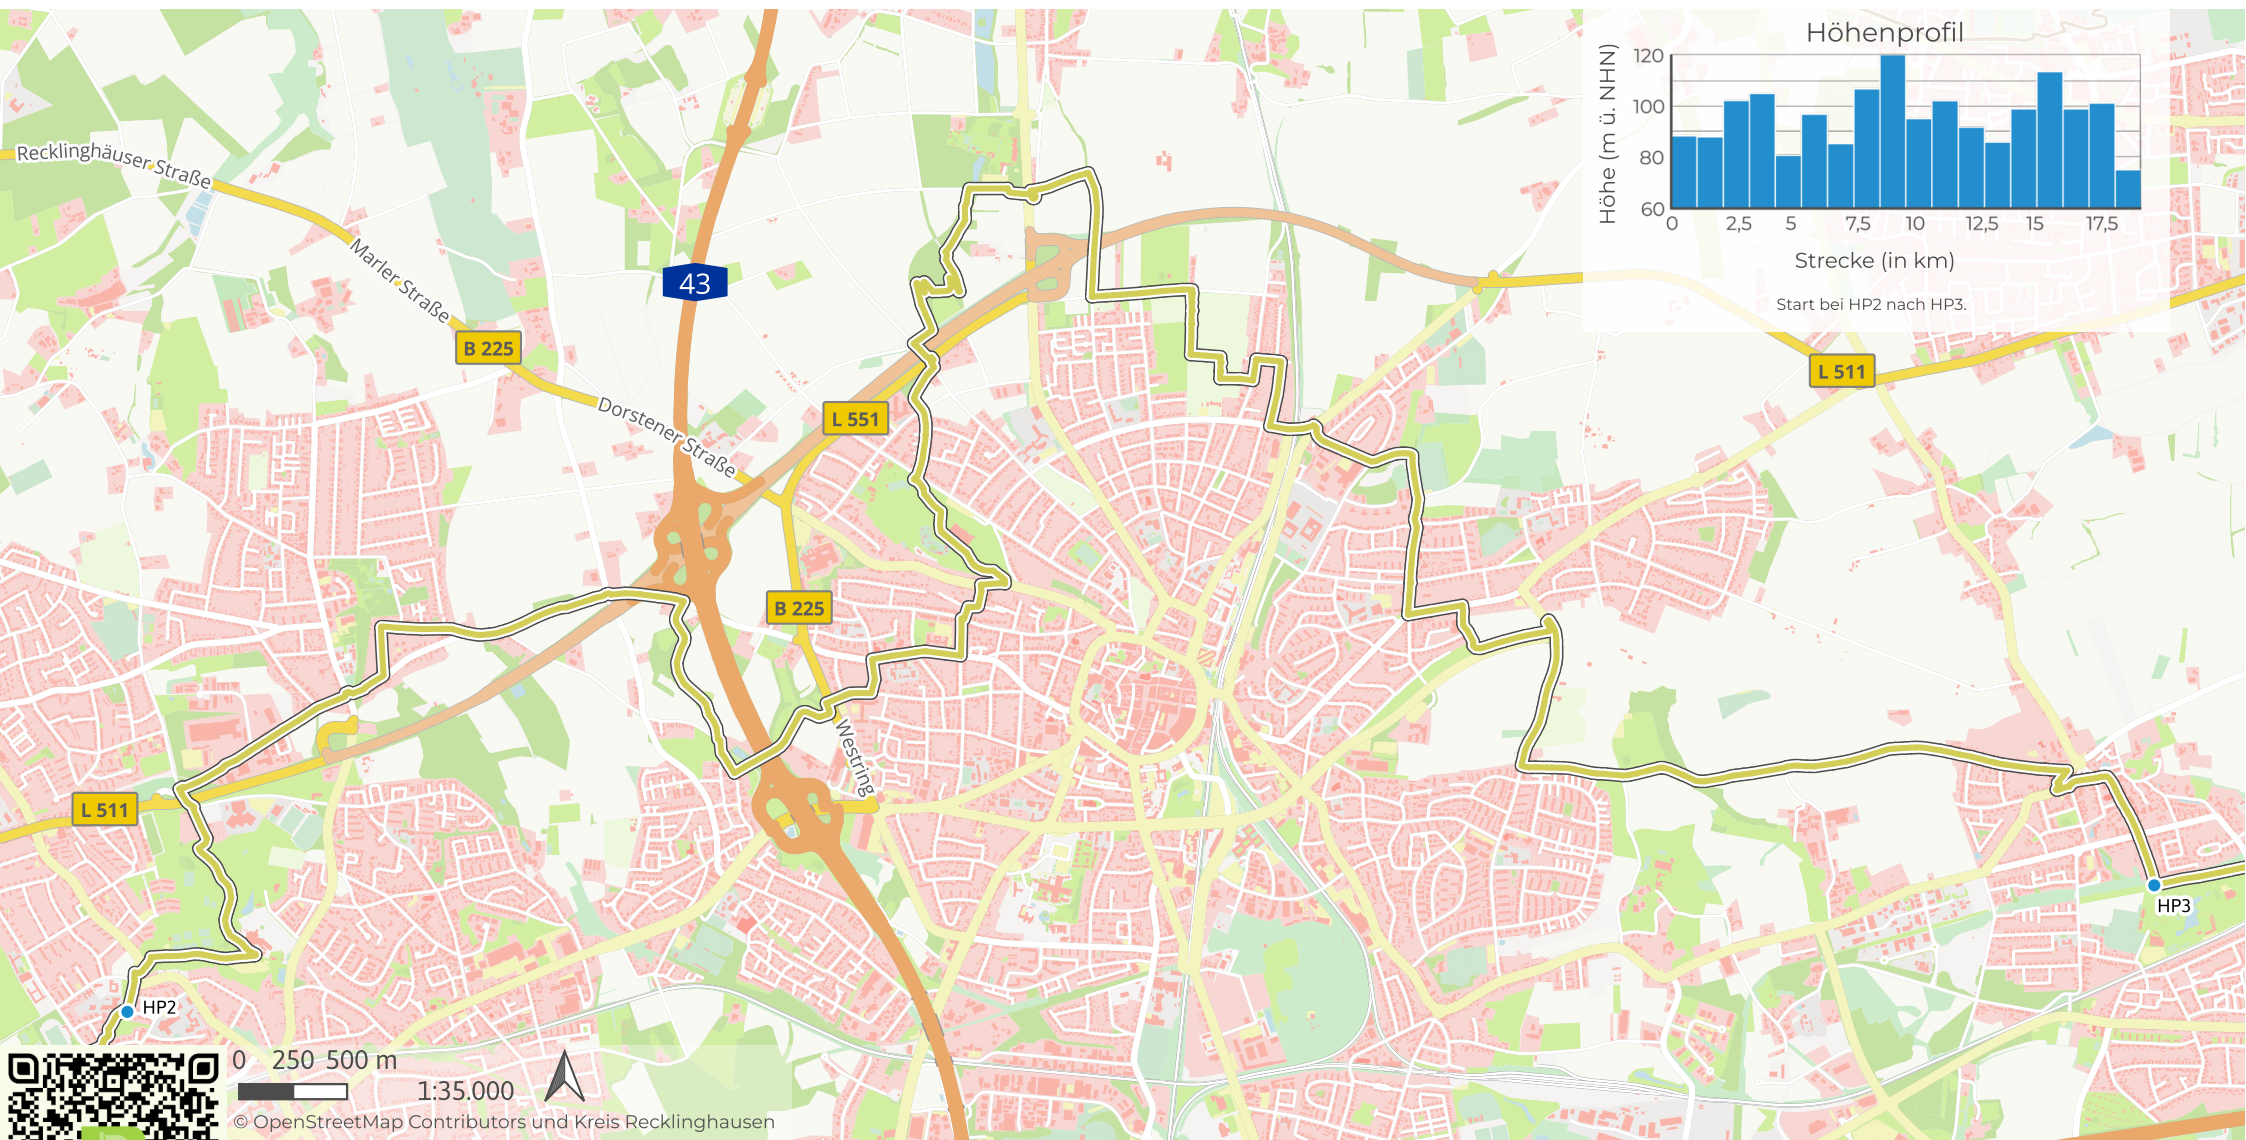 Höhenprofil
Höhe (m ü. NHN)
120
100
80
60
0 2,5 5 7,5 10 12,5 15 17,5
Strecke (in km)
Start bei HP2 nach HP3.
Recklinghäuser Straße
Marler Straße
B 225
43
Dorstener Straße
L 551
L 511
B 225
Westring
L 511
HP3
HP2
0 250 500 m
1:35.000
© OpenStreetMap Contributors und Kreis Recklinghausen